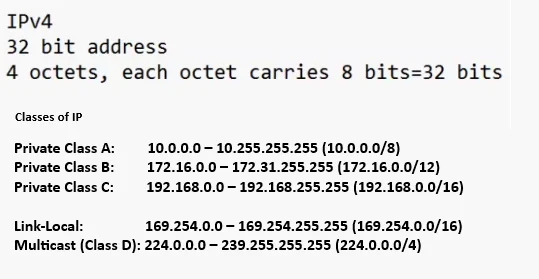 IPv4
32 bit address
4 octets, each octet carries 8 bits=32 bits
Classes of IP
Private Class A: 10.0.0.0 – 10.255.255.255 (10.0.0.0/8)
Private Class B: 172.16.0.0 – 172.31.255.255 (172.16.0.0/12)
Private Class C: 192.168.0.0 – 192.168.255.255 (192.168.0.0/16)
Link-Local: 169.254.0.0 – 169.254.255.255 (169.254.0.0/16)
Multicast (Class D): 224.0.0.0 – 239.255.255.255 (224.0.0.0/4)